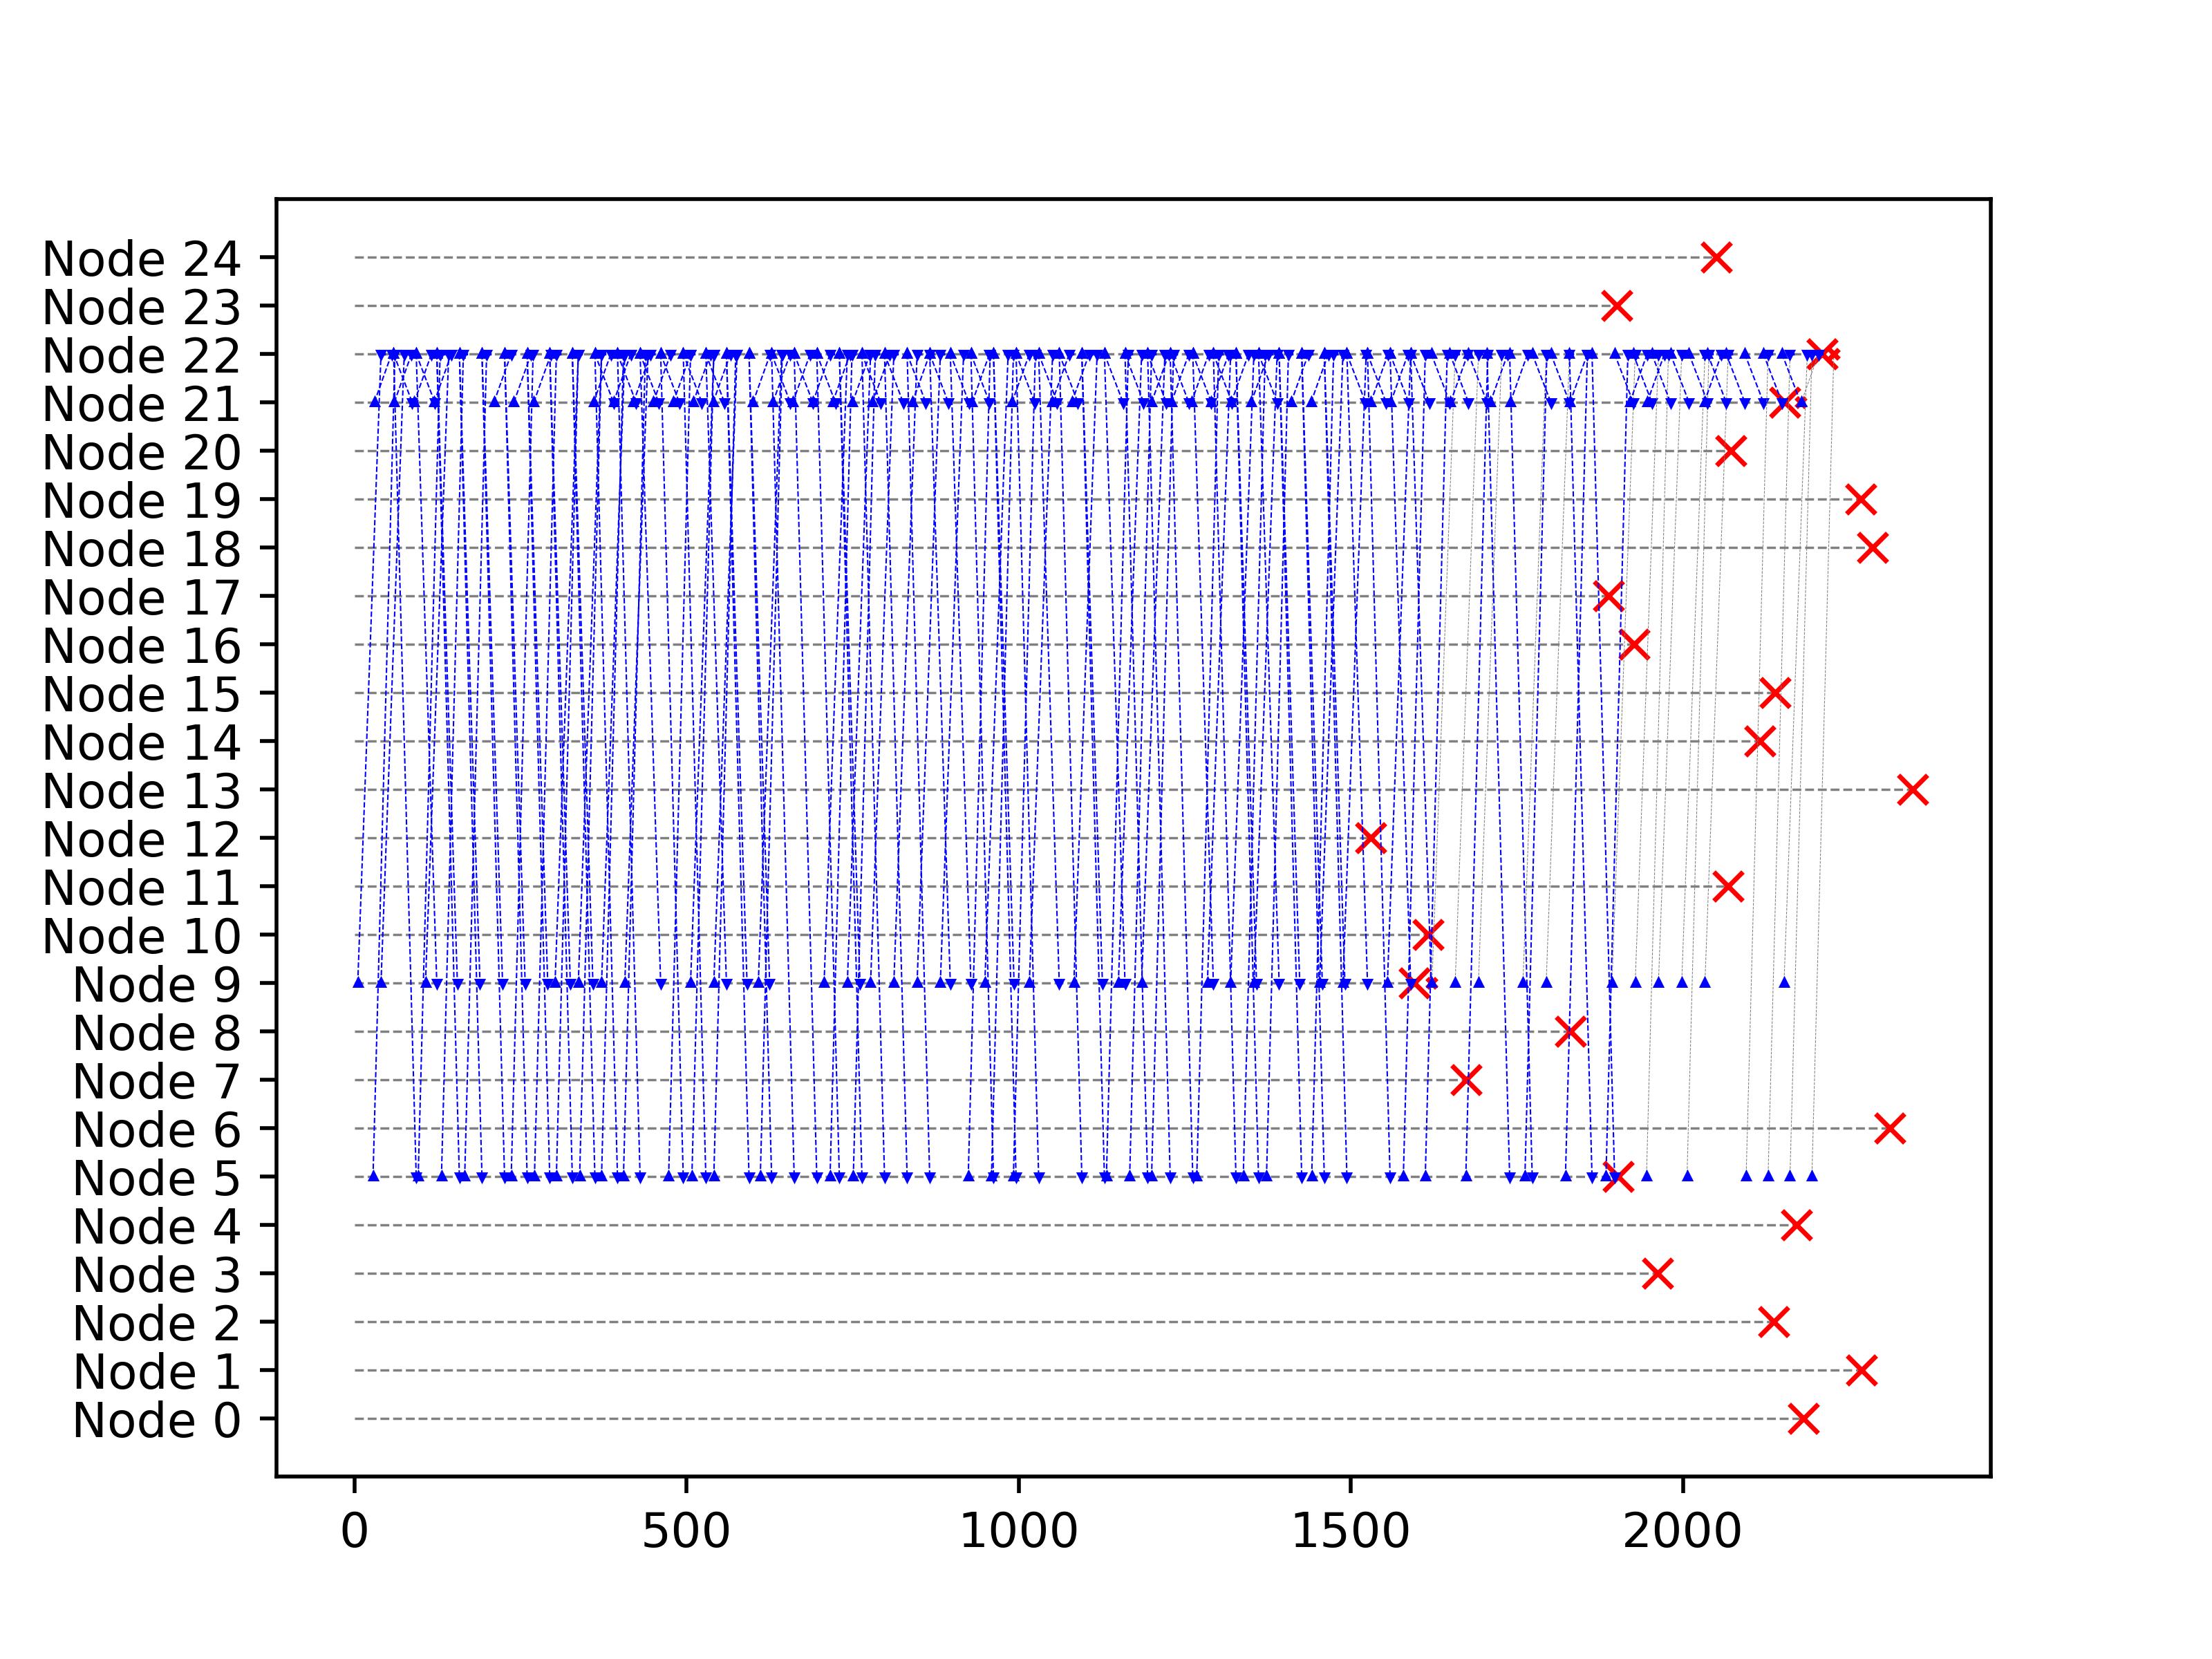 Node 24
Node 23
Node 22
Node 21
Node 20
Node 19
Node 18
Node 17
Node 16
Node 15
Node 14
Node 13
Node 12
Node 11
Node 10
Node 9
Node 8
Node 7
Node 6
Node 5
Node 4
Node 3
Node 2
Node 1
Node 0
0 500 1000 1500 2000